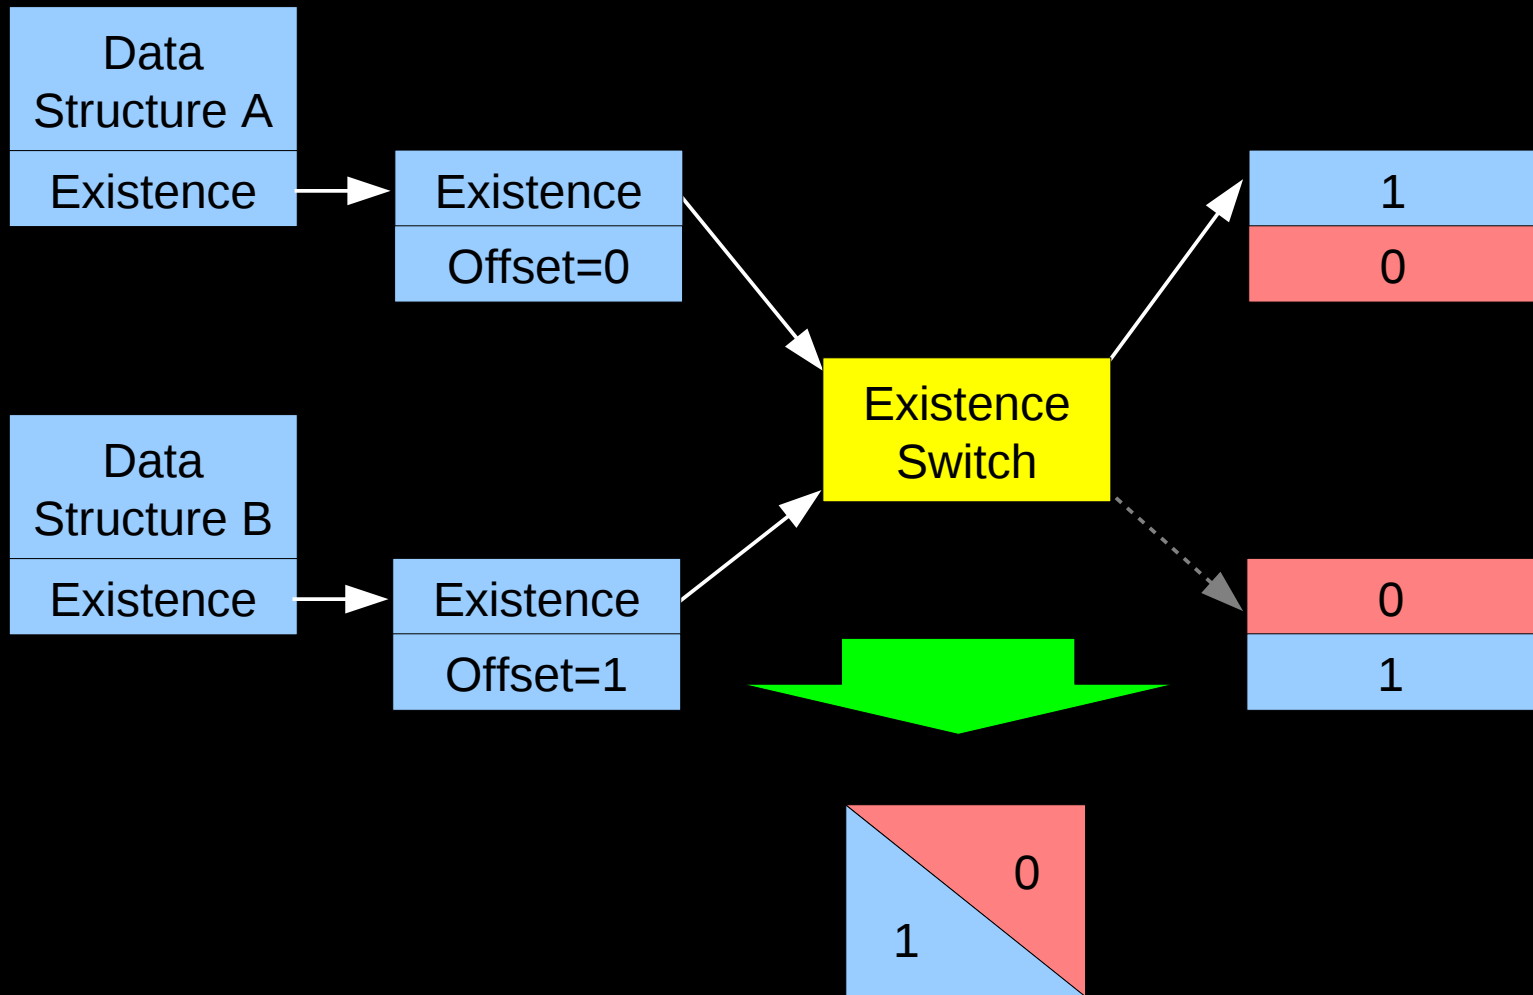 Data
Structure A
Existence
Existence
Offset=0
1
0
Existence
Switch
Data
Structure B
Existence
Existence
Offset=1
0
1
0
1